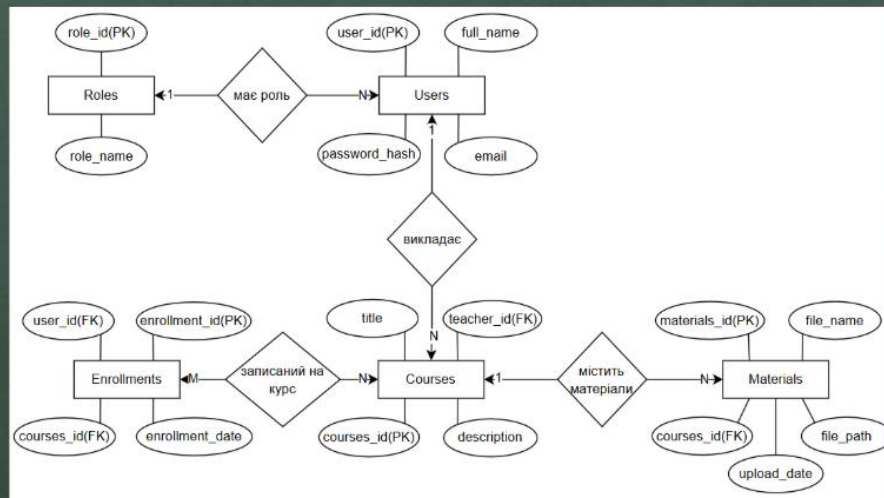 role_id(PK)
user_id(PK)
full_name
Roles
1
має роль
N
Users
role_name
password_hash
1
email
викладає
user_id(FK)
enrollment_id(PK)
title
N
teacher_id(FK)
materials_id(PK)
file_name
Enrollments
M
записаний на
курс
N
Courses
1
містить
матеріали
N
Materials
courses_id(FK)
enrollment_date
courses_id(PK)
description
courses_id(FK)
file_path
upload_date